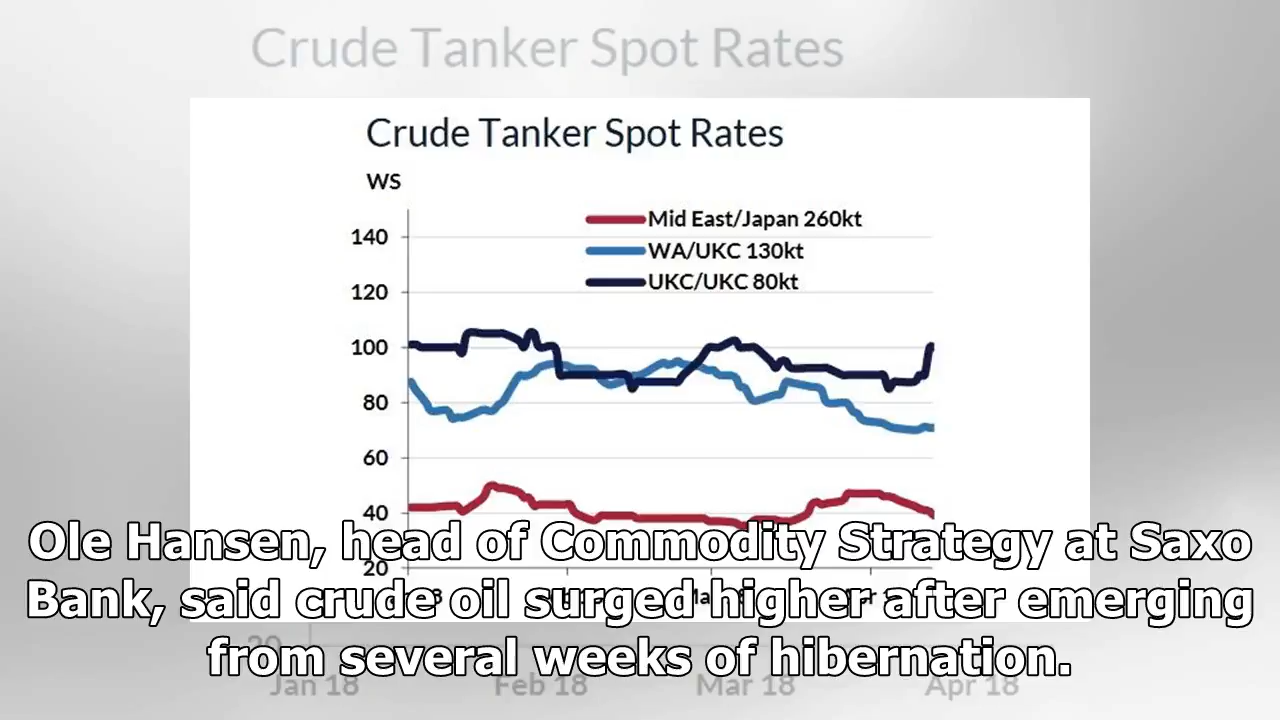 Crude Tanker Spot Rates
Crude Tanker Spot Rates
WS
Mid East/Japan 260kt
WA/UKC 130kt
UKC/UKC 80kt
140
120
100
80
60
40
20
Ole Hansen, head of Commodity Strategy at Saxo
Bank, said crude oil surged higher after emerging
from several weeks of hibernation.
20
Jan 18 Feb 18 Mar 18 Apr 18